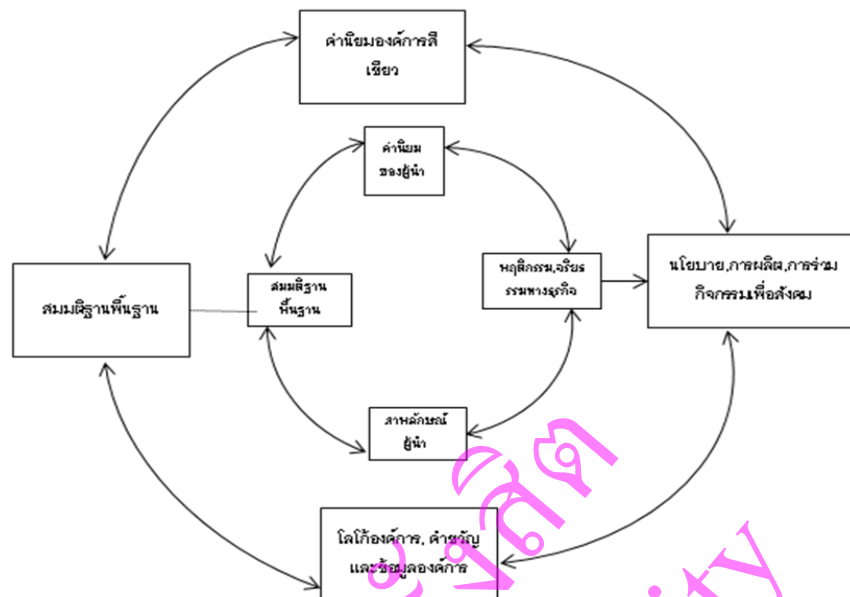 ค่านิยมองค์การสี
เขียว
ค่านิยม
ของผู้นำ
สมมติฐานพื้นฐาน
สมมติฐาน
พื้นฐาน
พฤติกรรม,จริยธ
รรมทางธุรกิจ
นโยบาย,การผลิต,การร่วม
กิจกรรมเพื่อสังคม
ภาพลักษณ์
ผู้นำ
โลโก้องค์การ, คำขวัญ
และข้อมูลองค์การ